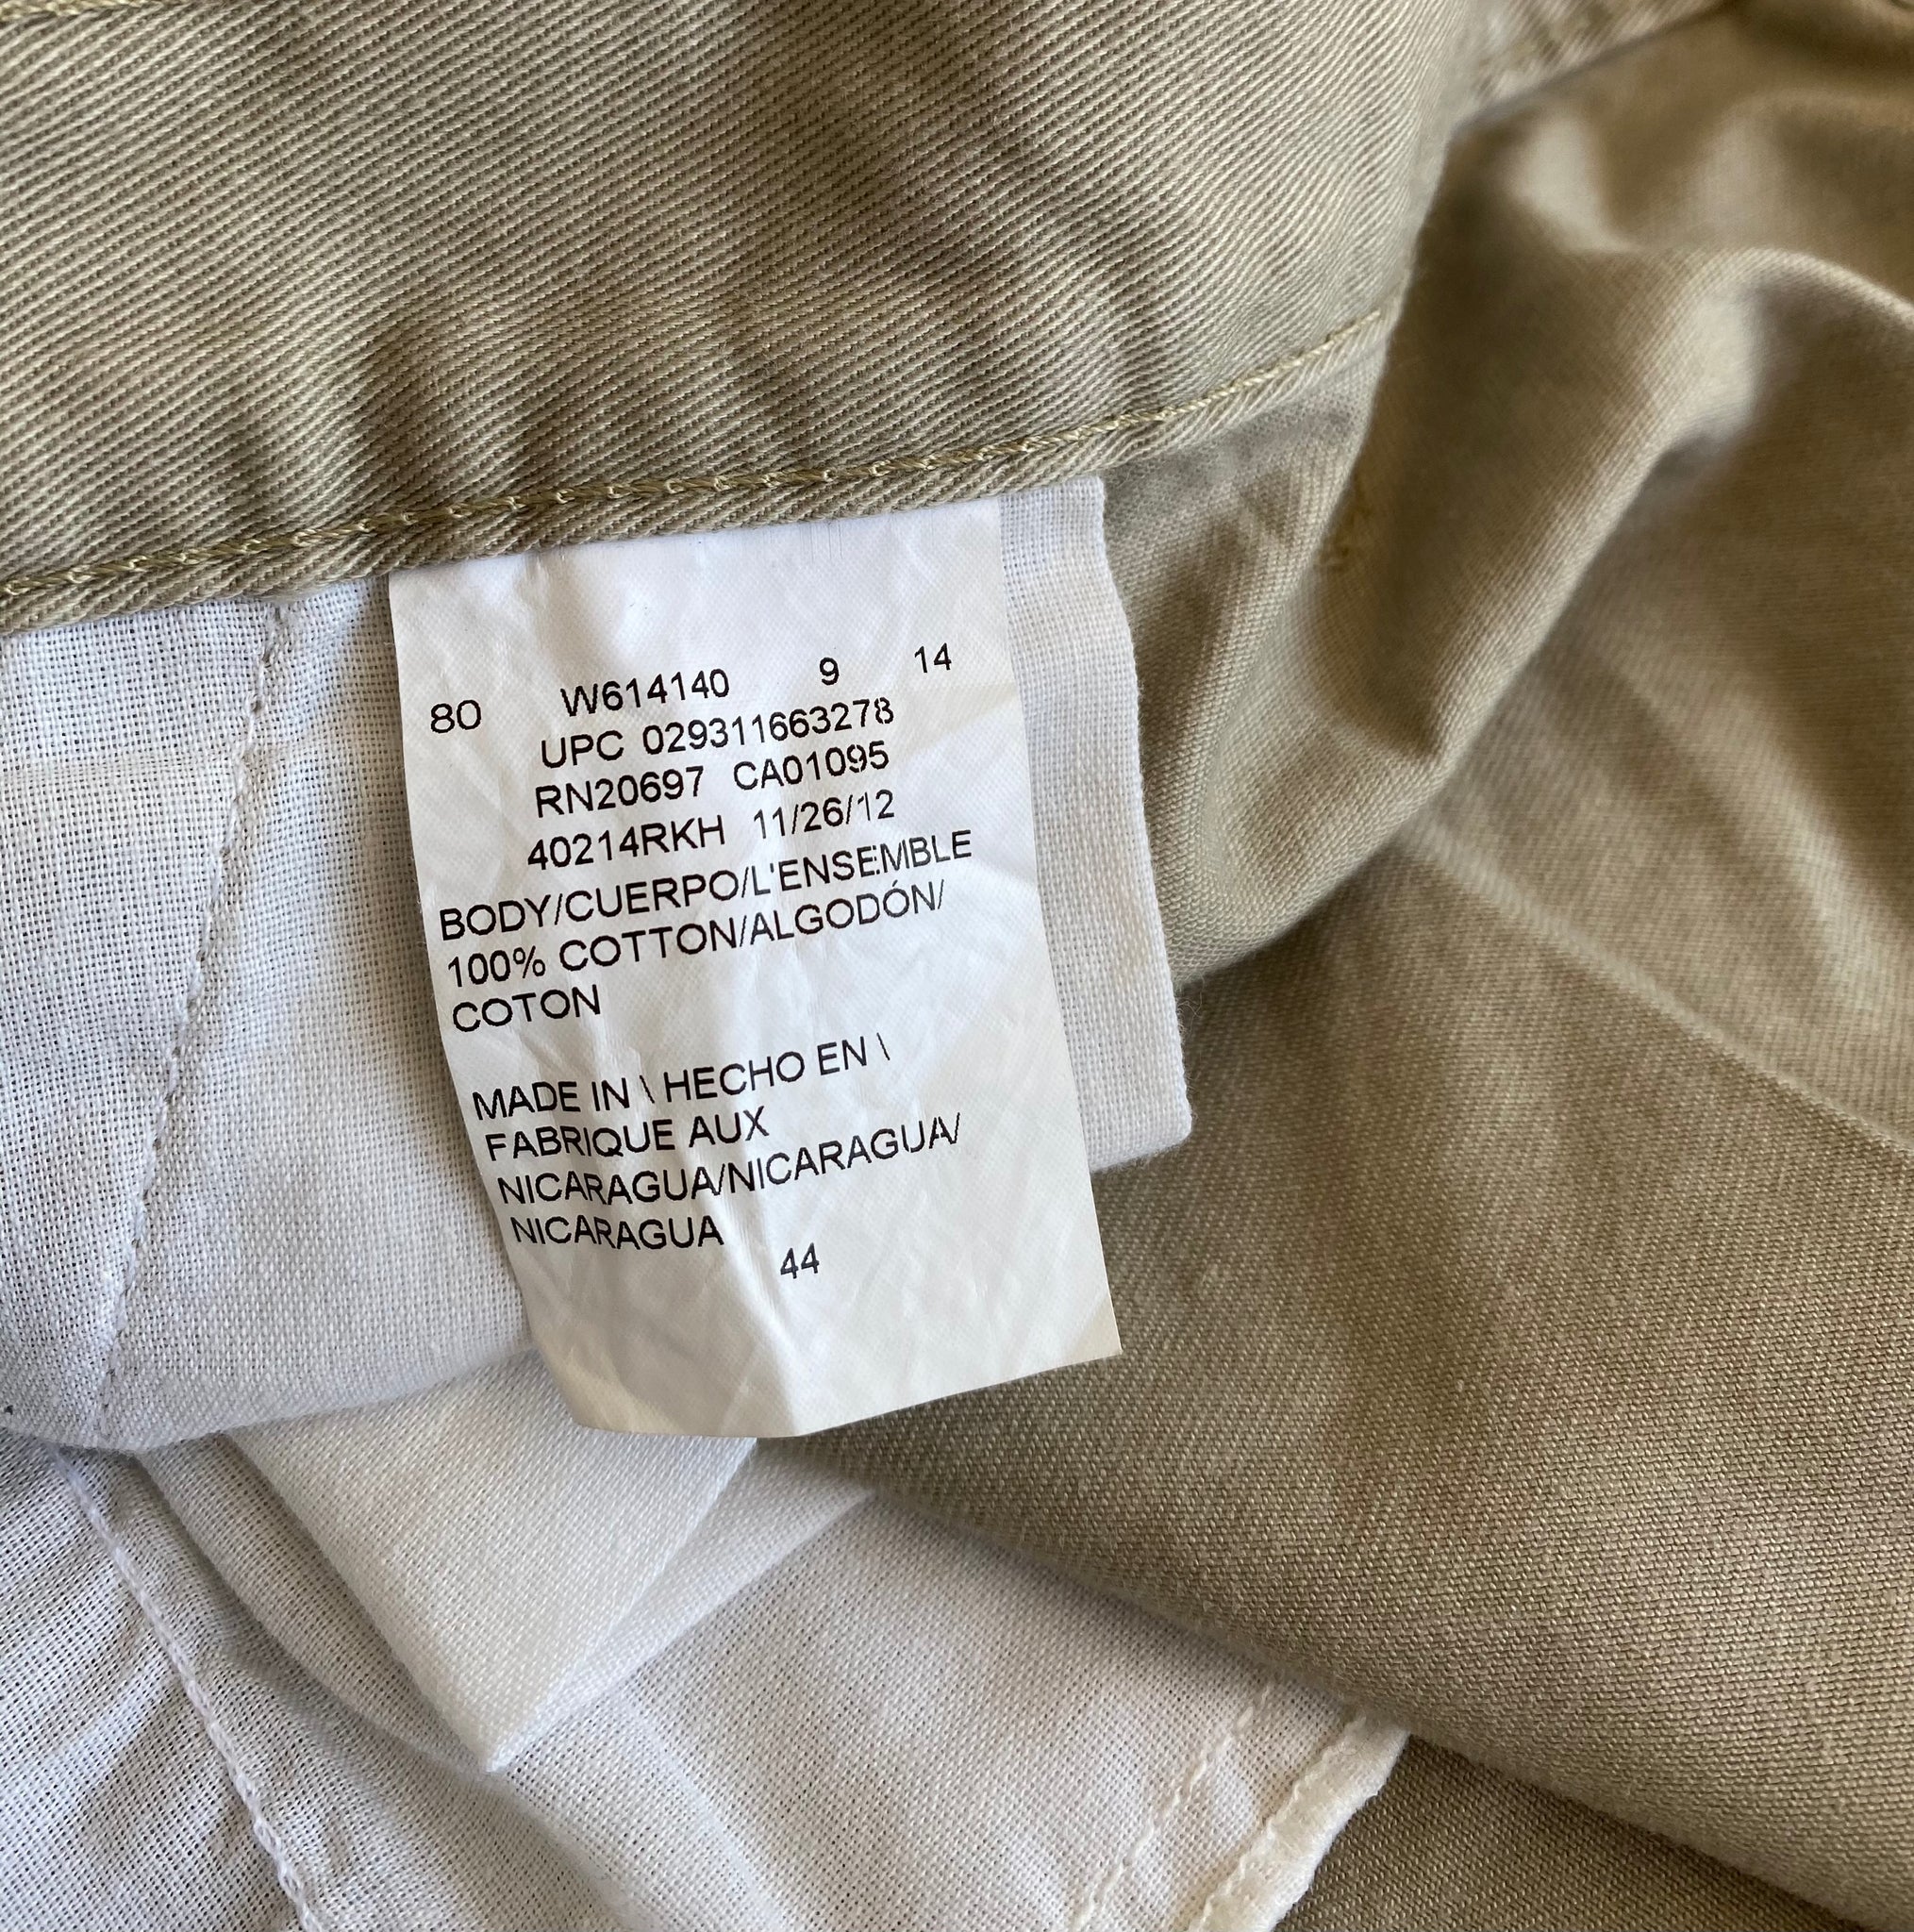 80 W614140 9 14
UPC 029311663278
RN20697 CA01095
40214RKH 11/26/12
BODY/CUERPO/L'ENSEMBLE
100% COTTON/ALGODÓN/
COTON
MADE IN \ HECHO EN \
FABRIQUE AUX
NICARAGUA/NICARAGUA/
NICARAGUA
44